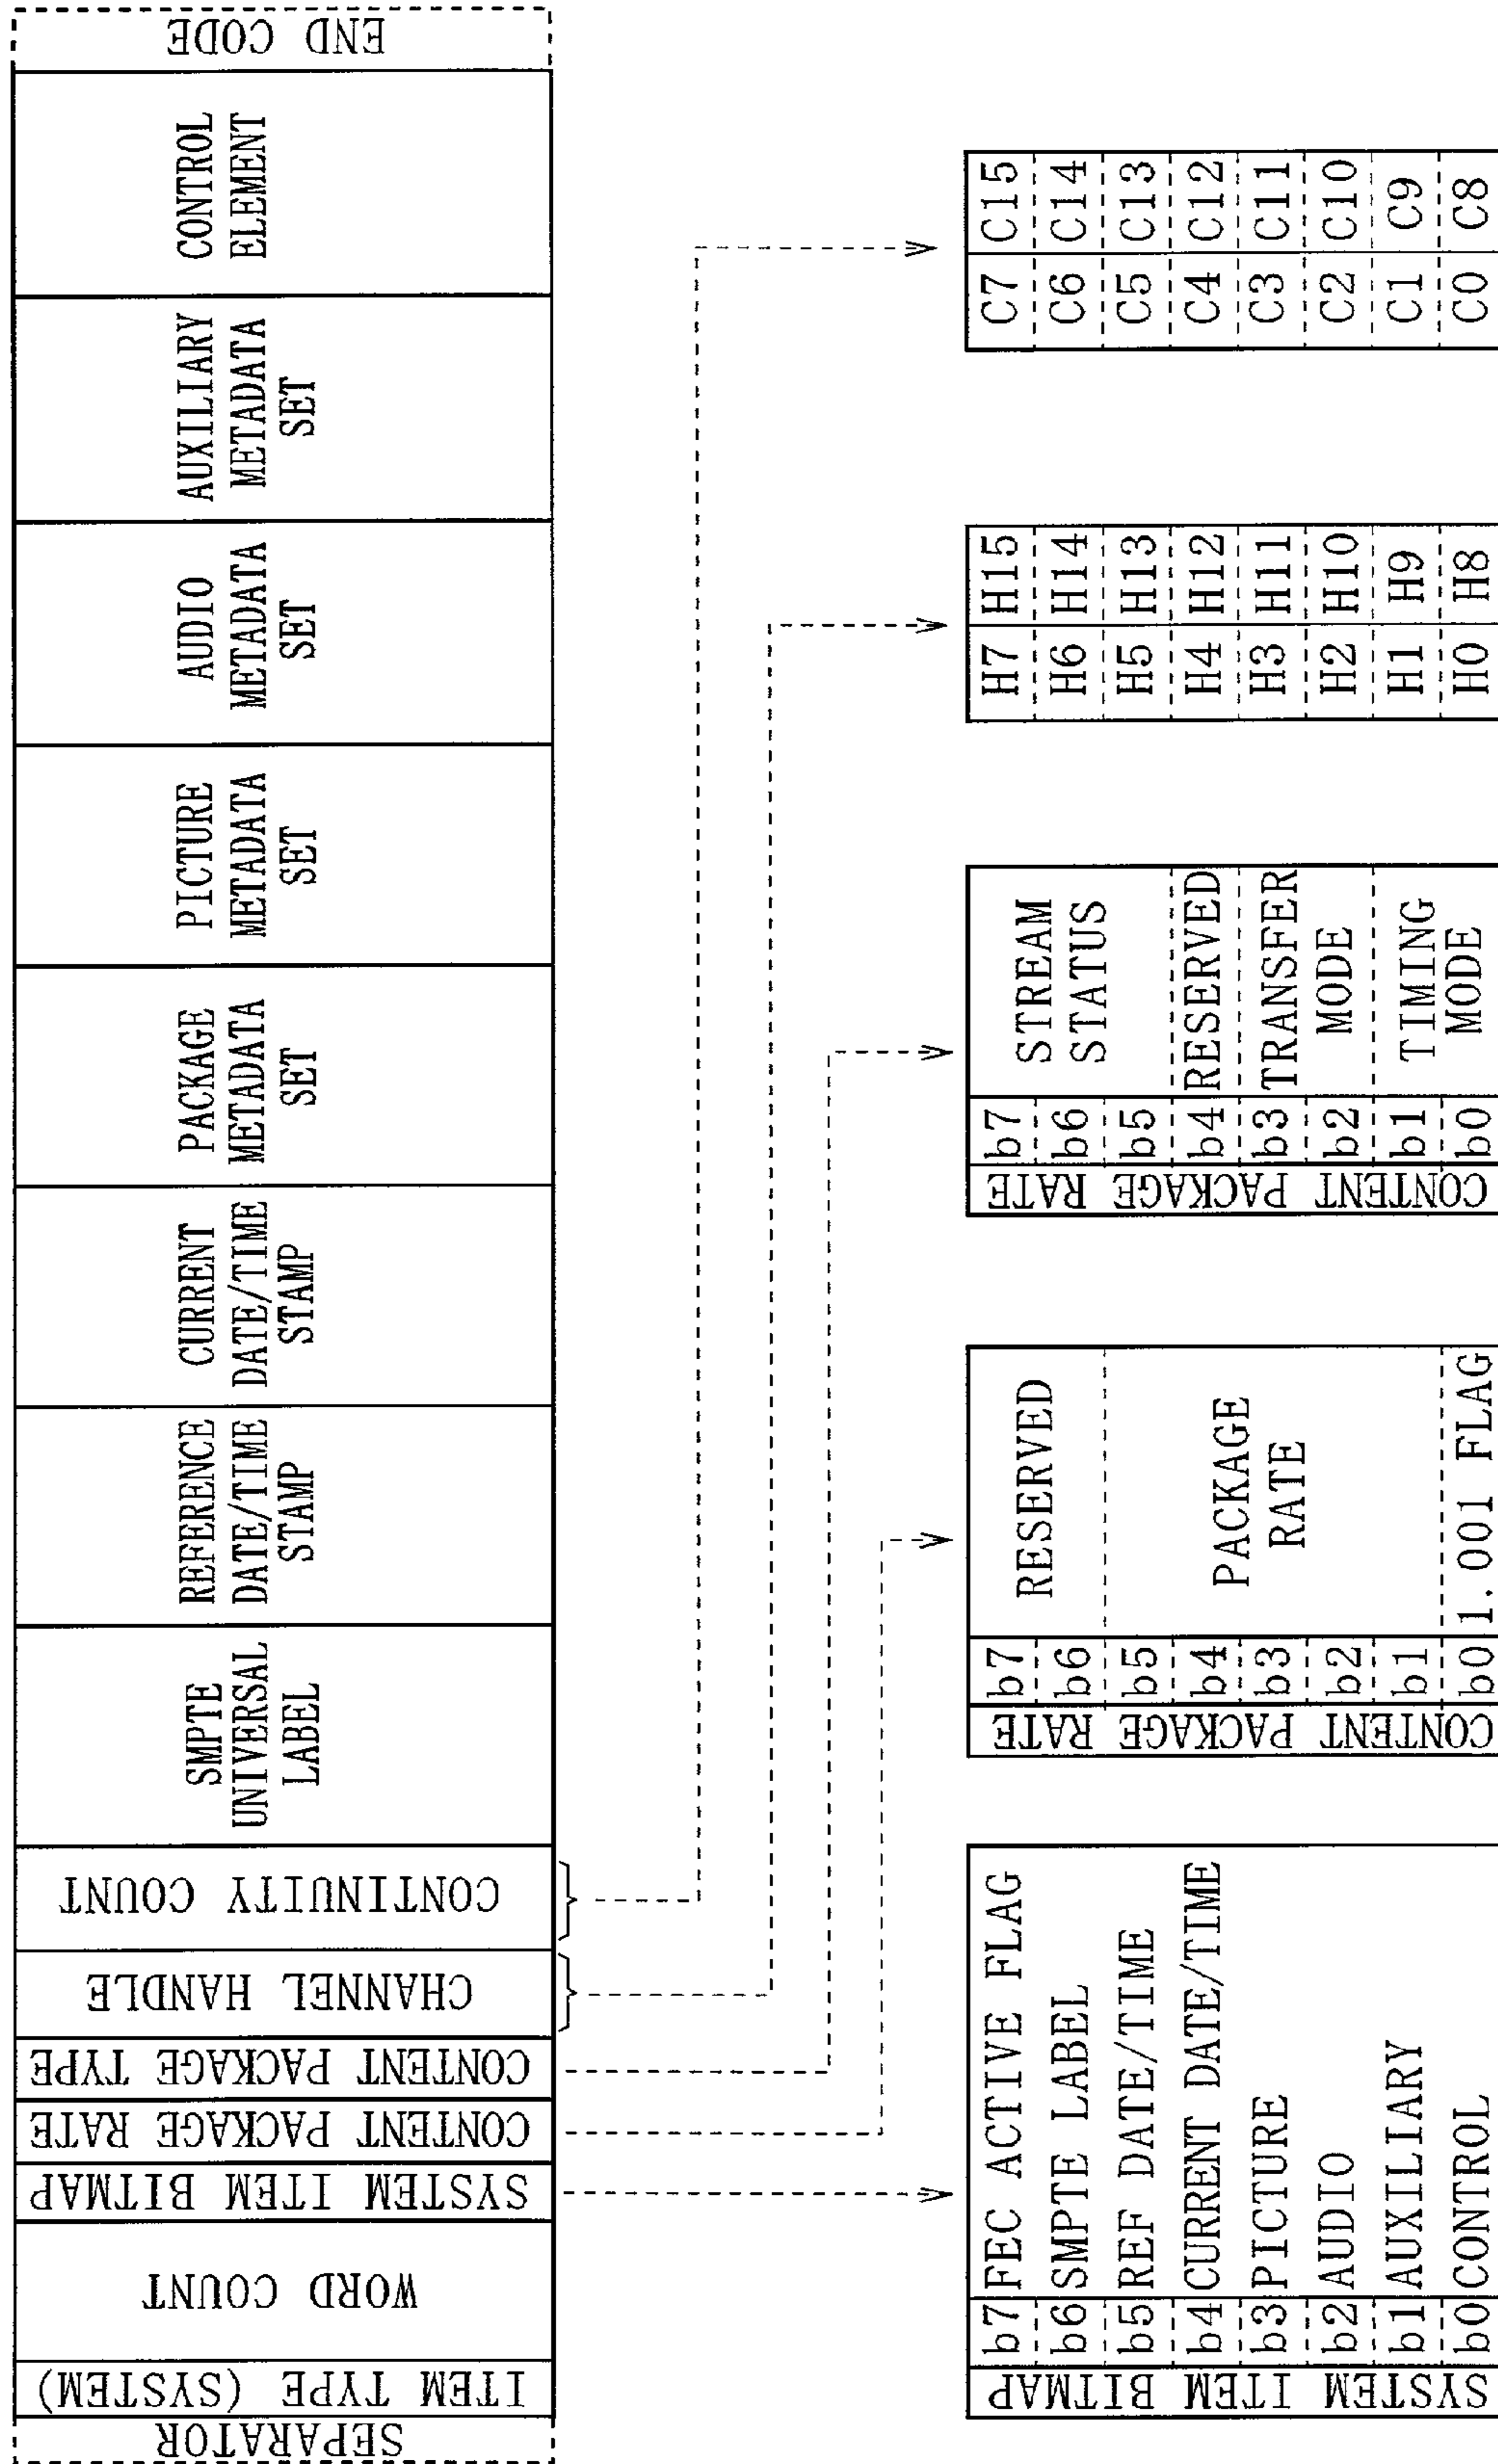 SEPARATOR
ITEM TYPE (SYSTEM)
WORD COUNT
SYSTEM ITEM BITMAP
CONTENT PACKAGE RATE
CONTENT PACKAGE TYPE
CHANNEL HANDLE
CONTINUITY COUNT
SMPTE
UNIVERSAL
LABEL
REFERENCE
DATE/TIME
STAMP
CURRENT
DATE/TIME
STAMP
PACKAGE
METADATA
SET
PICTURE
METADATA
SET
AUDIO
METADATA
SET
AUXILIARY
METADATA
SET
CONTROL
ELEMENT
END CODE
SYSTEM ITEM BITMAP
b7 FEC ACTIVE FLAG
b6 SMPTE LABEL
b5 REF DATE/TIME
b4 CURRENT DATE/TIME
b3 PICTURE
b2 AUDIO
b1 AUXILIARY
b0 CONTROL
CONTENT PACKAGE RATE
b7
b6
b5
b4
b3
b2
b1
b0
RESERVED
PACKAGE
RATE
1.001 FLAG
CONTENT PACKAGE RATE
b7
b6
b5
b4
b3
b2
b1
b0
STREAM
STATUS
RESERVED
TRANSFER
MODE
TIMING
MODE
H7 H15
H6 H14
H5 H13
H4 H12
H3 H11
H2 H10
H1 H9
H0 H8
C7 C15
C6 C14
C5 C13
C4 C12
C3 C11
C2 C10
C1 C9
C0 C8